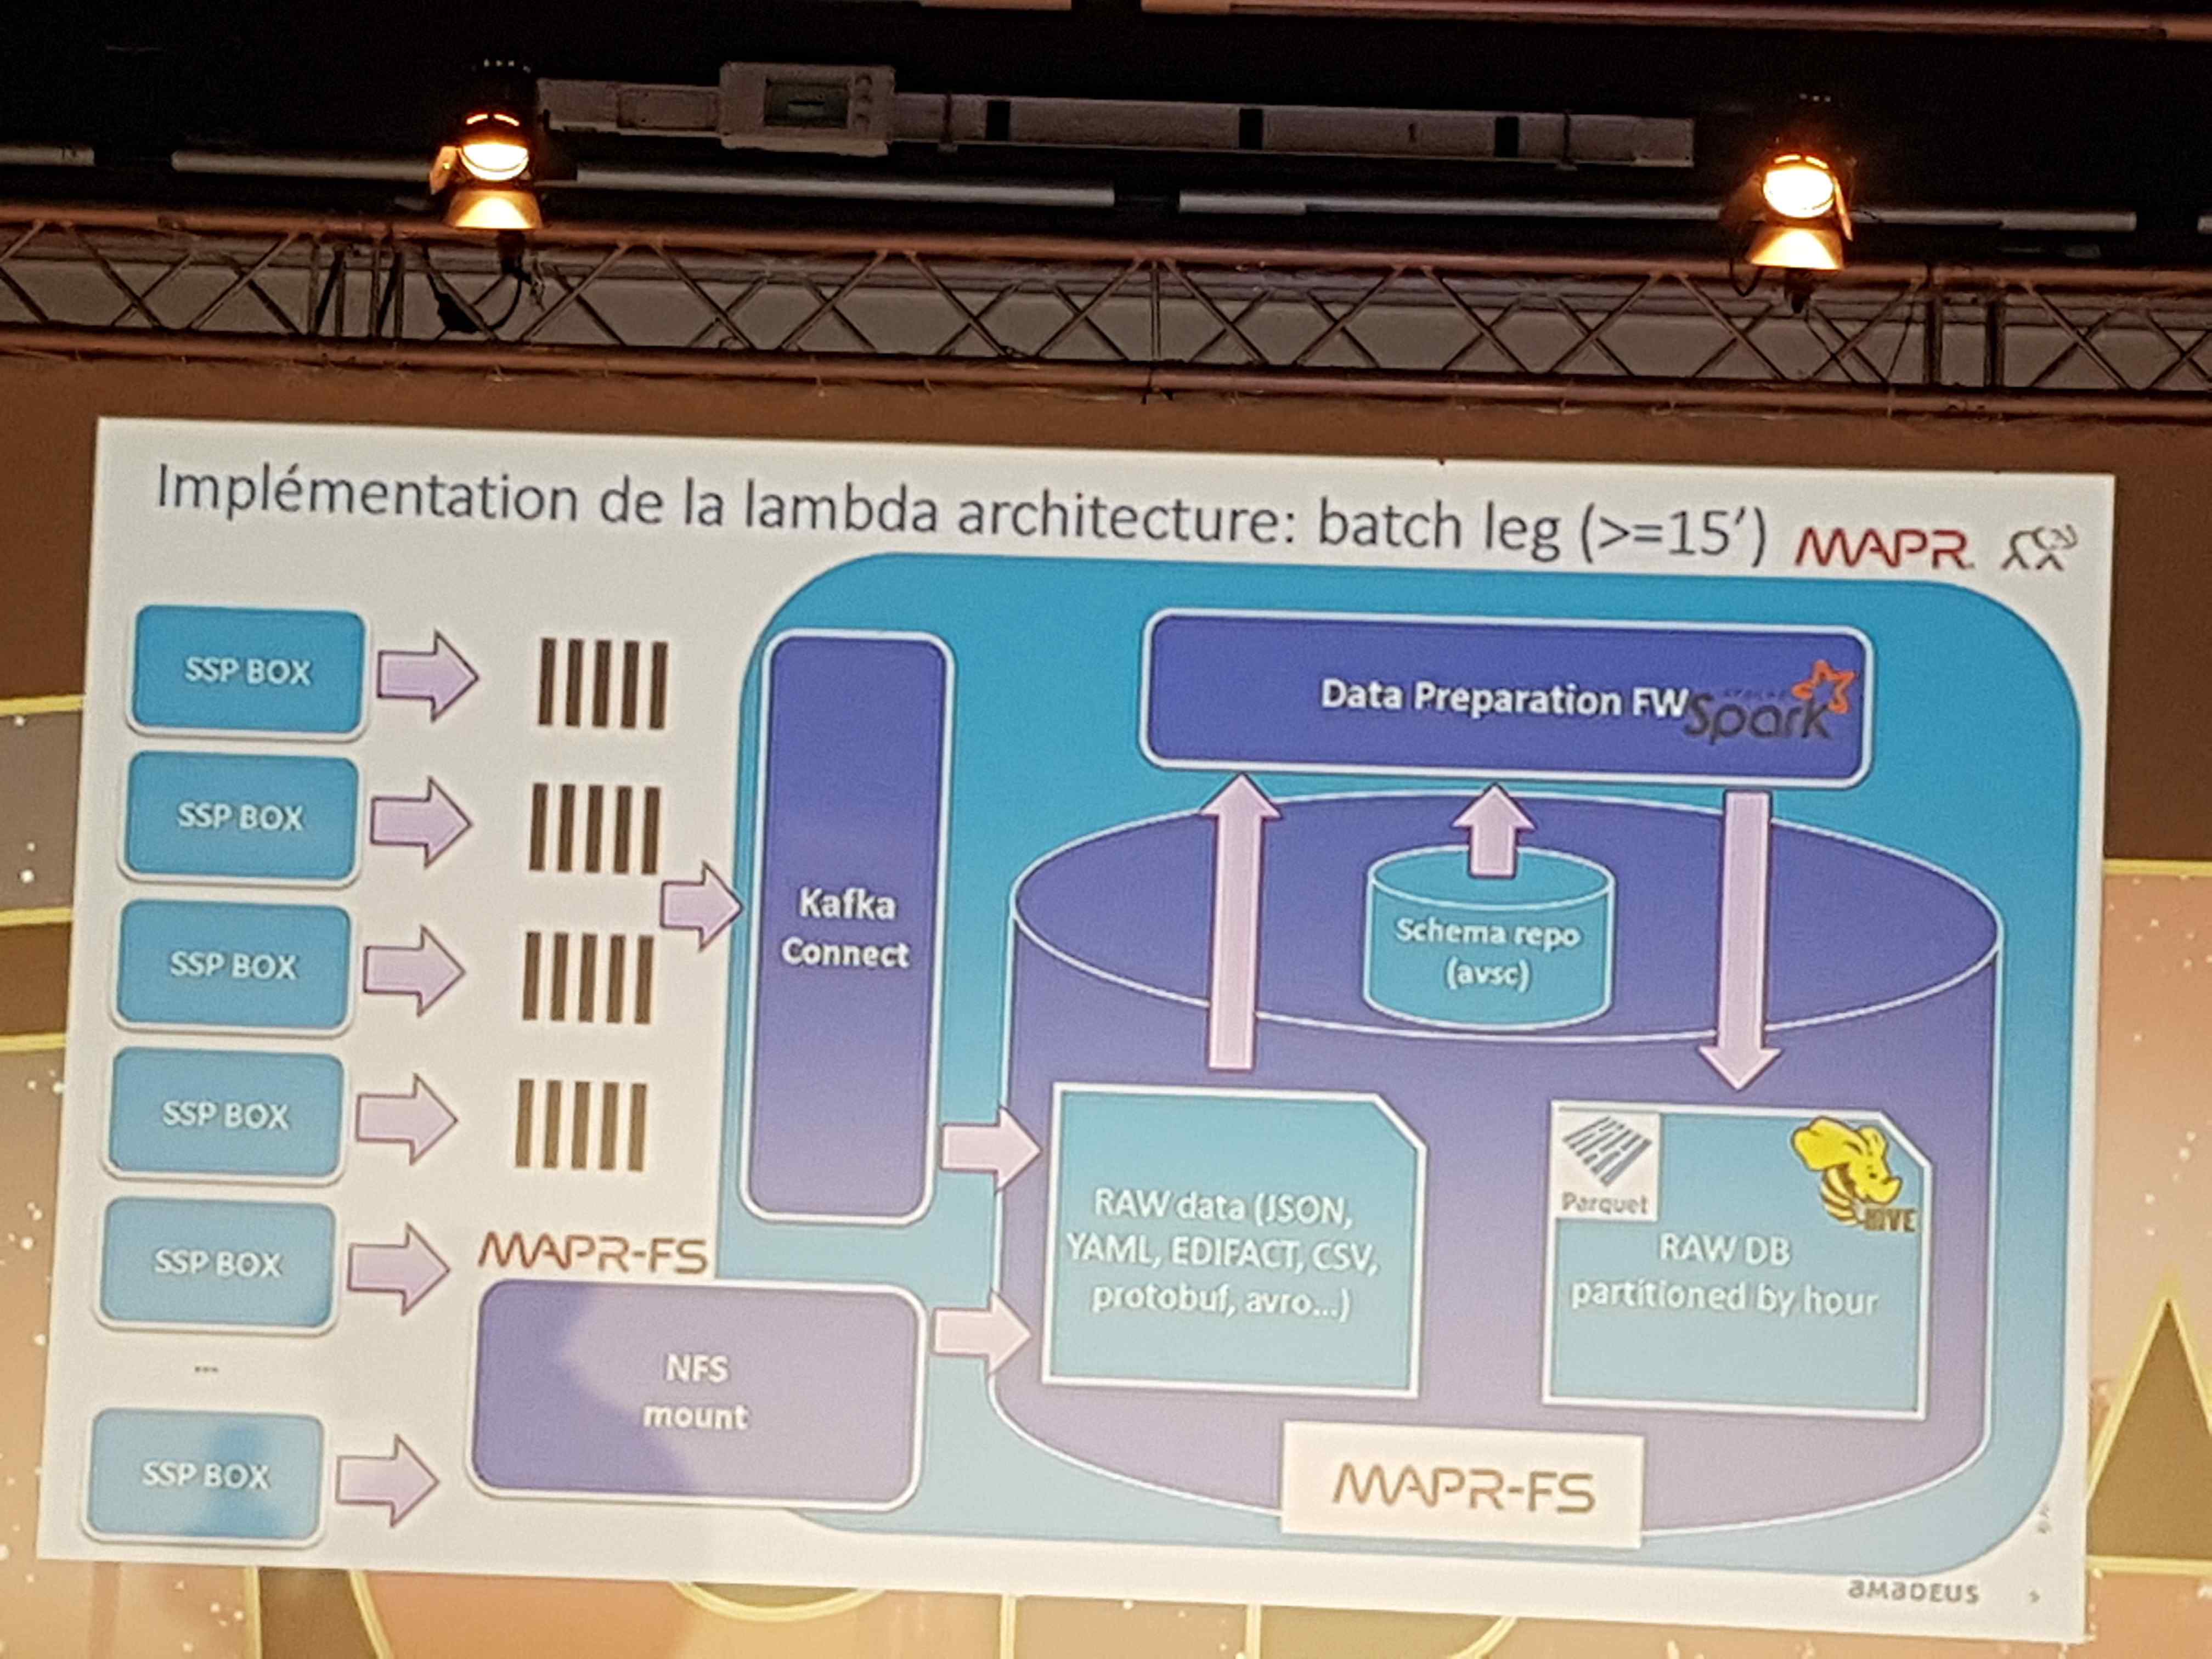 Implémentation de la lambda architecture: batch leg (>=15')
MAPR
SSP BOX
SSP BOX
SSP BOX
SSP BOX
SSP BOX
...
SSP BOX
Kafka
Connect
MAPR-FS
NFS
mount
Data Preparation FW
APACHE
Spark
Schema repo
(avsc)
RAW data (JSON,
YAML, EDIFACT, CSV,
protobuf, avro...)
Parquet
HIVE
RAW DB
partitioned by hour
MAPR-FS
aMaDEUS